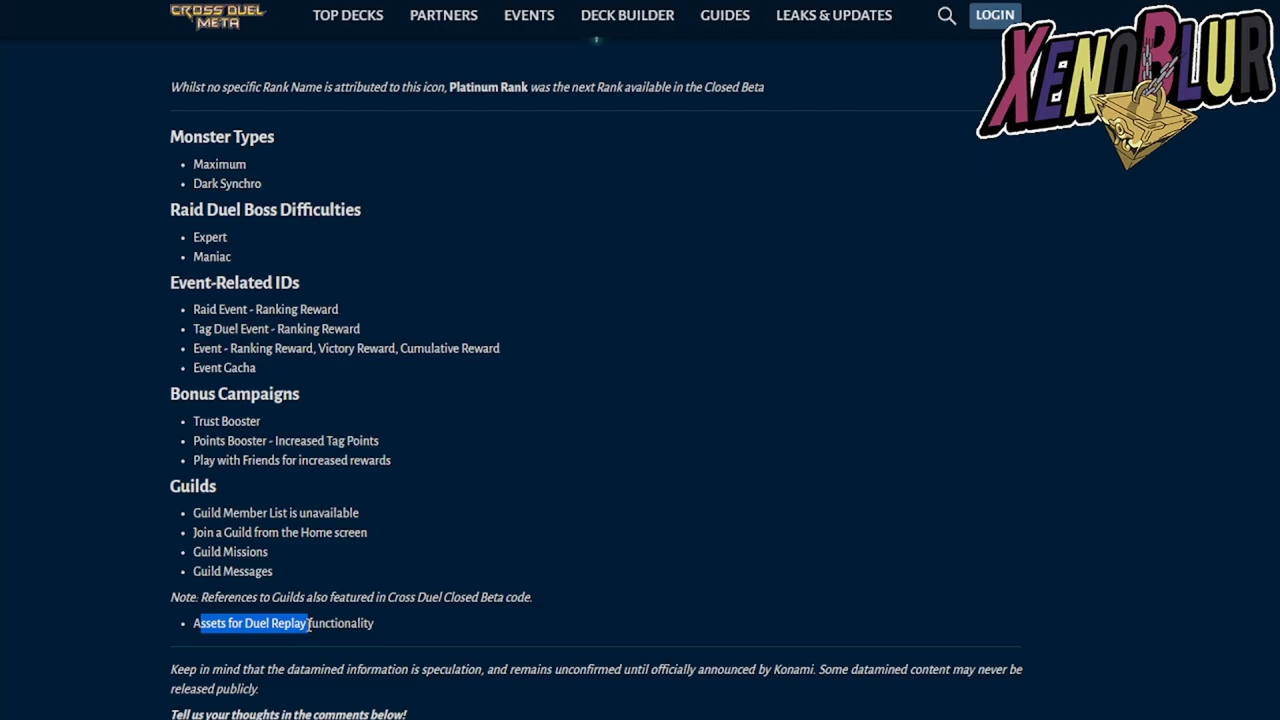 CROSS DUEL
META
TOP DECKS
PARTNERS
EVENTS
DECK BUILDER
GUIDES
LEAKS & UPDATES
LOGIN
XENOBLUR
Whilst no specific Rank Name is attributed to this icon, Platinum Rank was the next Rank available in the Closed Beta
Monster Types
Maximum
Dark Synchro
Raid Duel Boss Difficulties
Expert
Maniac
Event-Related IDs
Raid Event - Ranking Reward
Tag Duel Event - Ranking Reward
Event - Ranking Reward, Victory Reward, Cumulative Reward
Event Gacha
Bonus Campaigns
Trust Booster
Points Booster - Increased Tag Points
Play with Friends for increased rewards
Guilds
Guild Member List is unavailable
Join a Guild from the Home screen
Guild Missions
Guild Messages
Note: References to Guilds also featured in Cross Duel Closed Beta code.
Assets for Duel Replay functionality
Keep in mind that the datamined information is speculation, and remains unconfirmed until officially announced by Konami. Some datamined content may never be
released publicly.
Tell us your thoughts in the comments below!